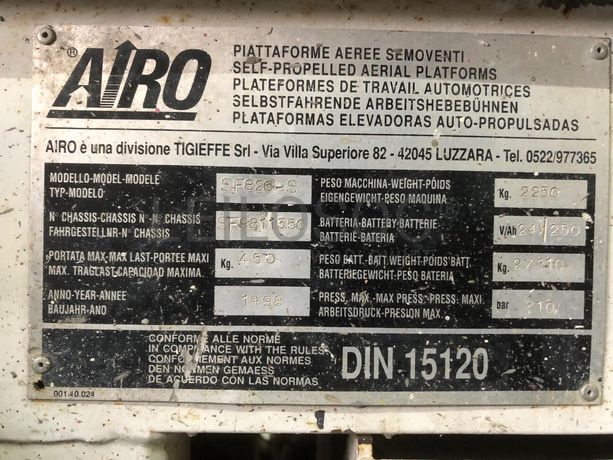 ® AIRO
PIATTAFORME AEREE SEMOVENTI
SELF-PROPELLED AERIAL PLATFORMS
PLATEFORMES DE TRAVAIL AUTOMOTRICES
SELBSTFAHRENDE ARBEITSHEBEBÜHNEN
PLATAFORMAS ELEVADORAS AUTO-PROPULSADAS
AIRO è una divisione TIGIEFFE Srl - Via Villa Superiore 82 - 42045 LUZZARA - Tel. 0522/977365
MODELLO-MODEL-MODELE
TYP-MODELO
N° CHASSIS-CHASSIS N°-N° CHASSIS
FAHRGESTELLNR-N° CHASSIS
PORTATA MAX-MAX LAST-PORTEE MAXI
MAX. TRAGLAST-CAPACIDAD MAXIMA
Kg. 450
ANNO-YEAR-ANNEE
BAUJAHR-ANO
1998
PESO MACCHINA-WEIGHT-POIDS
EIGENGEWICHT-PESO MAQUINA
Kg. 2250
BATTERIA-BATTEBY-BATTERIE
BATTERIE-BATERIA
V/Ah 24/250
PESO BATT.-BATT.WEIGHT-POIDS BATT.
BATTERIEGEWICHT-PESO BATERIA
Kg. 2/110
PRESS. MAX.-MAX PRESS.-PRESS. MAXI.
ARBEITSDRUCK-PRESION MAX.
bar 210
CONFORME ALLE NORME
IN COMPLIANCE WITH THE RULES
CONFORMEMENT AUX NORMES
DEN NORMEN GEMAESS
DE ACUERDO CON LAS NORMAS
DIN 15120
001.40.024